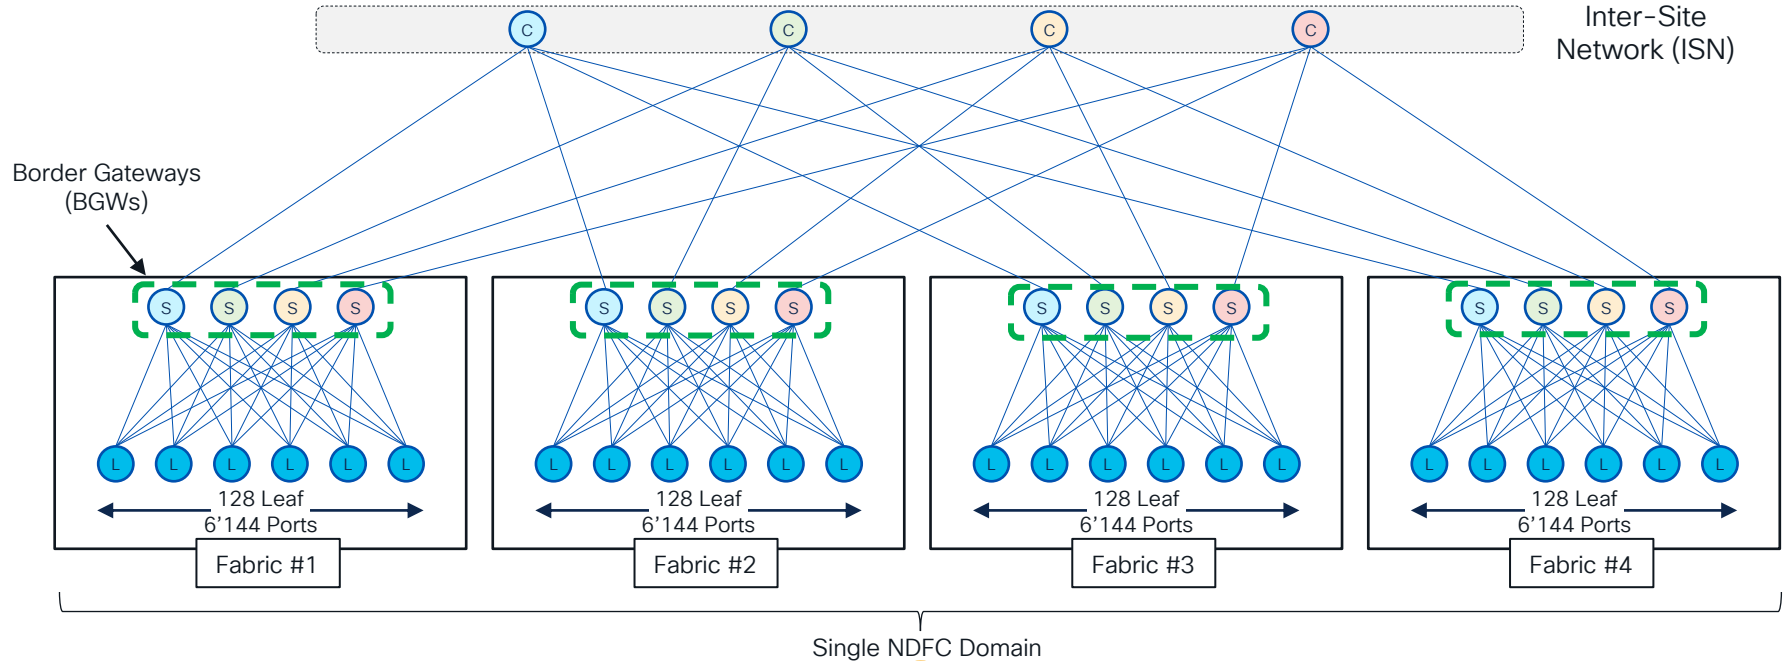 C C C C
Inter-Site
Network (ISN)
Border Gateways
(BGWs)
S S S S
S S S S
S S S S
S S S S
L L L L L L
L L L L L L
L L L L L L
L L L L L L
128 Leaf
6’144 Ports
128 Leaf
6’144 Ports
128 Leaf
6’144 Ports
128 Leaf
6’144 Ports
Fabric #1
Fabric #2
Fabric #3
Fabric #4
Single NDFC Domain